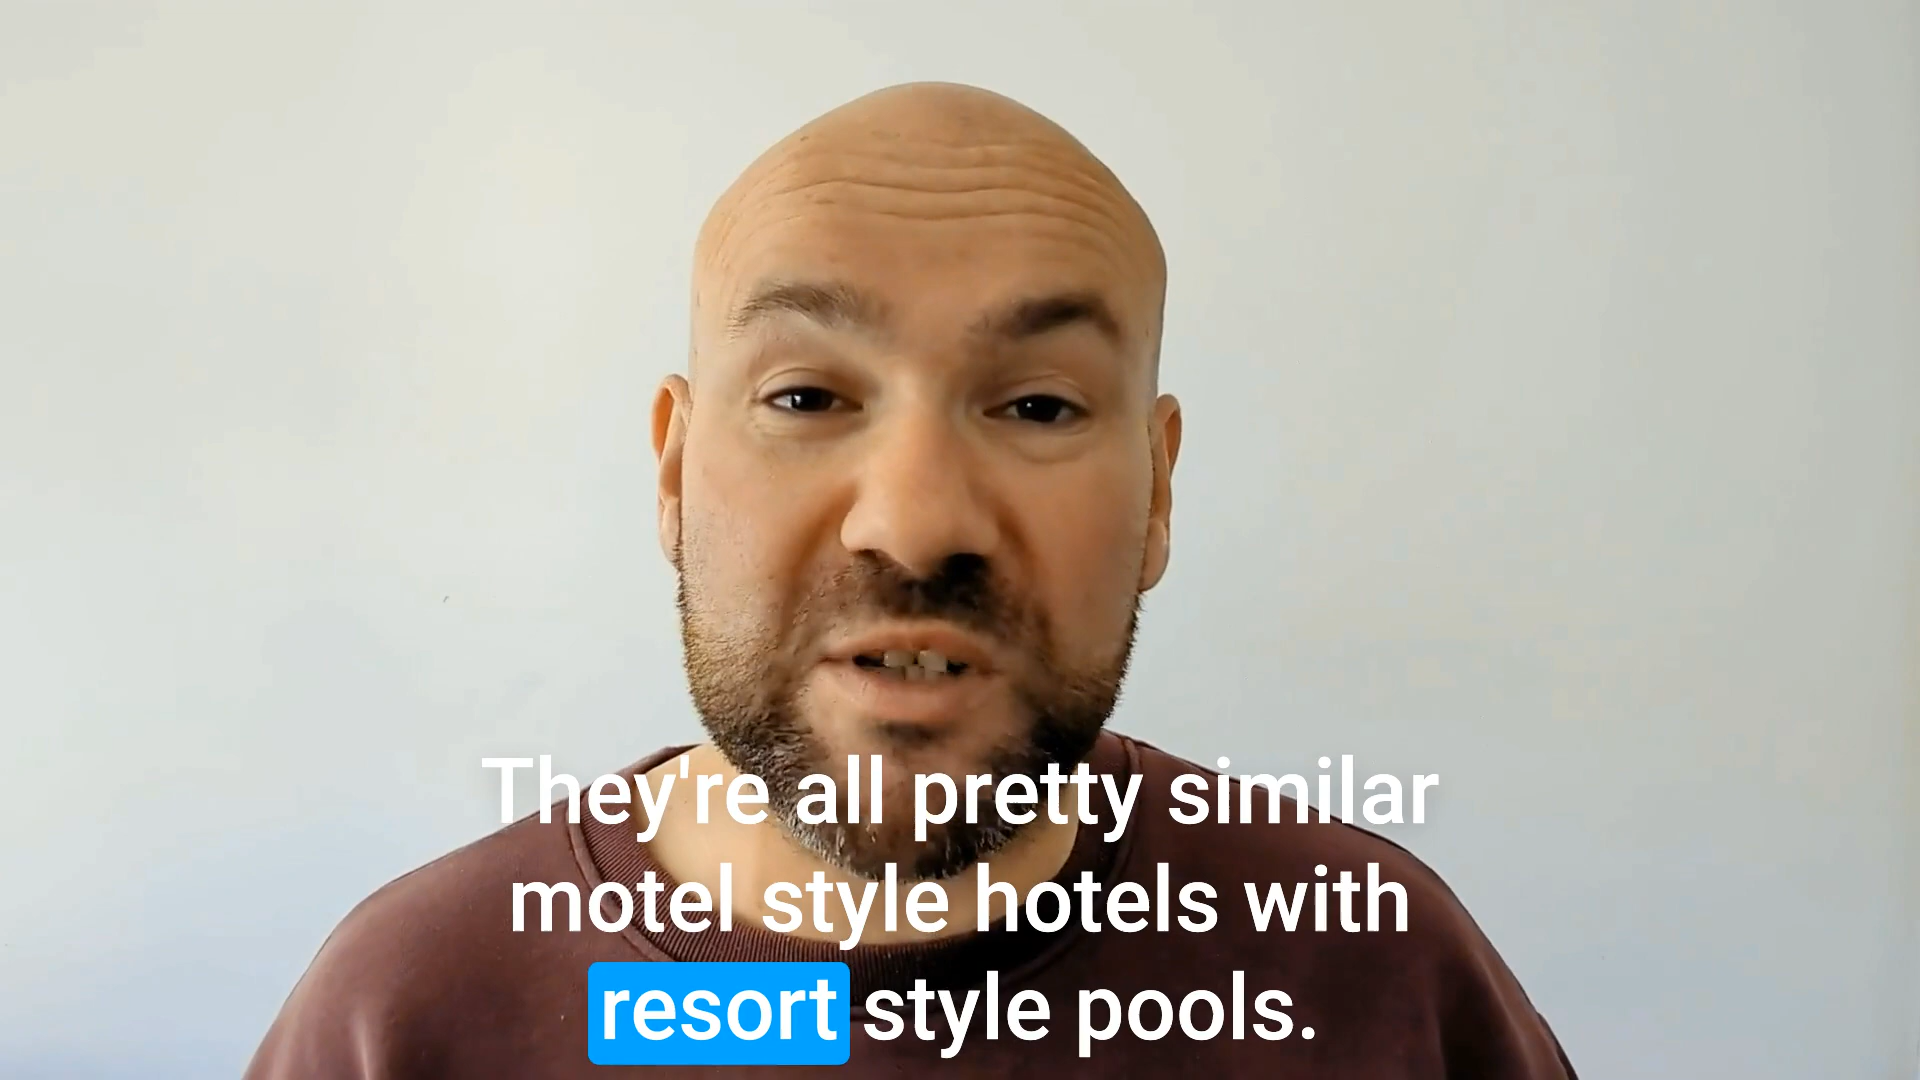 They're all pretty similar
motel style hotels with
resort style pools.